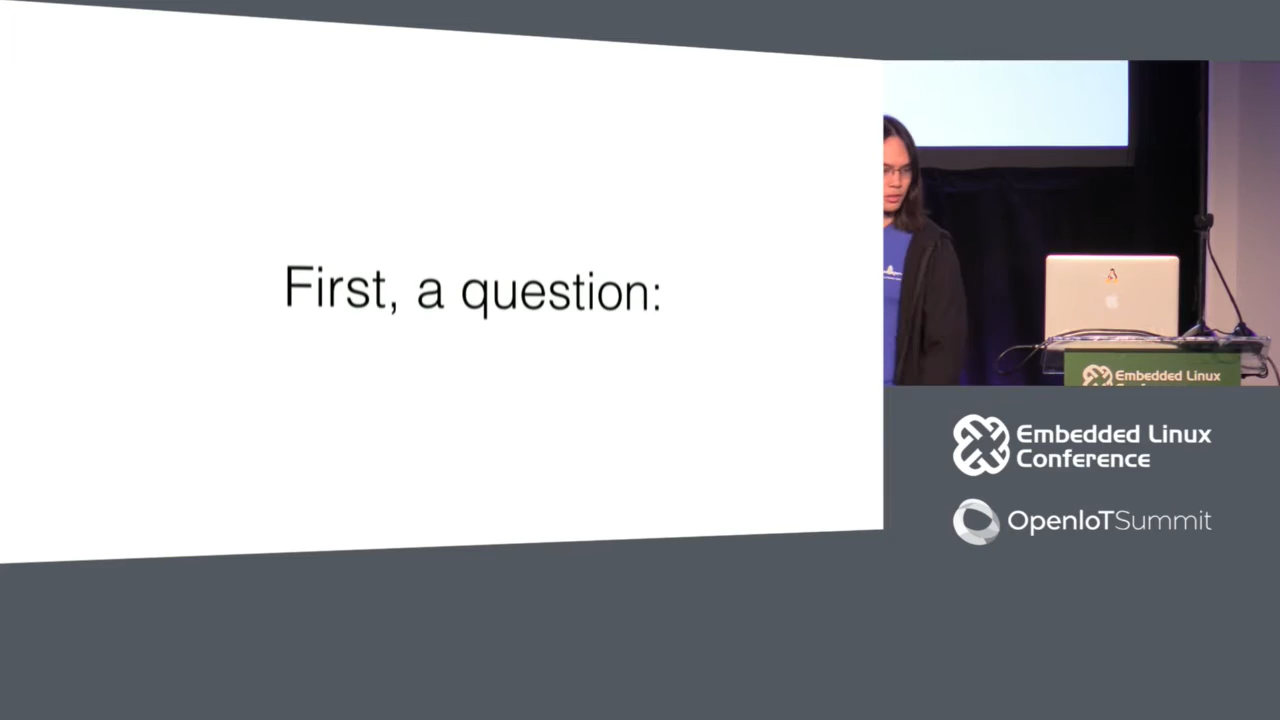 First, a question:
Embedded Linux
Embedded Linux
Conference
OpenIoTSummit